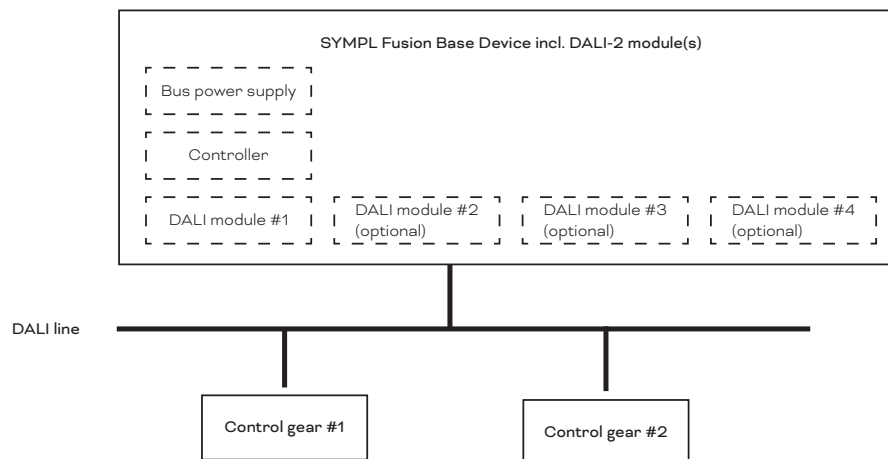 SYMPL Fusion Base Device incl. DALI-2 module(s)
Bus power supply
Controller
DALI module #1
DALI module #2
(optional)
DALI module #3
(optional)
DALI module #4
(optional)
DALI line
Control gear #1
Control gear #2